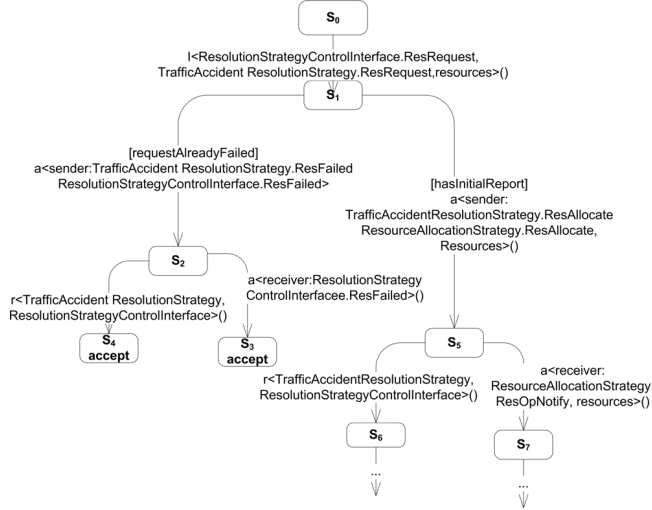 S0
I<ResolutionStrategyControlInterface.ResRequest,
TrafficAccident ResolutionStrategy.ResRequest,resources>()
S1
[requestAlreadyFailed]
a<sender:TrafficAccident ResolutionStrategy.ResFailed
ResolutionStrategyControlInterface.ResFailed>
[hasInitialReport]
a<sender:
TrafficAccidentResolutionStrategy.ResAllocate
ResourceAllocationStrategy.ResAllocate,
Resources>()
S2
r<TrafficAccident ResolutionStrategy,
ResolutionStrategyControlInterface>()
a<receiver:ResolutionStrategy
ControlInterfacee.ResFailed>()
S4
accept
S3
accept
S5
r<TrafficAccidentResolutionStrategy,
ResolutionStrategyControlInterface>()
a<receiver:
ResourceAllocationStrategy
ResOpNotify, resources>()
S6
S7
...
...